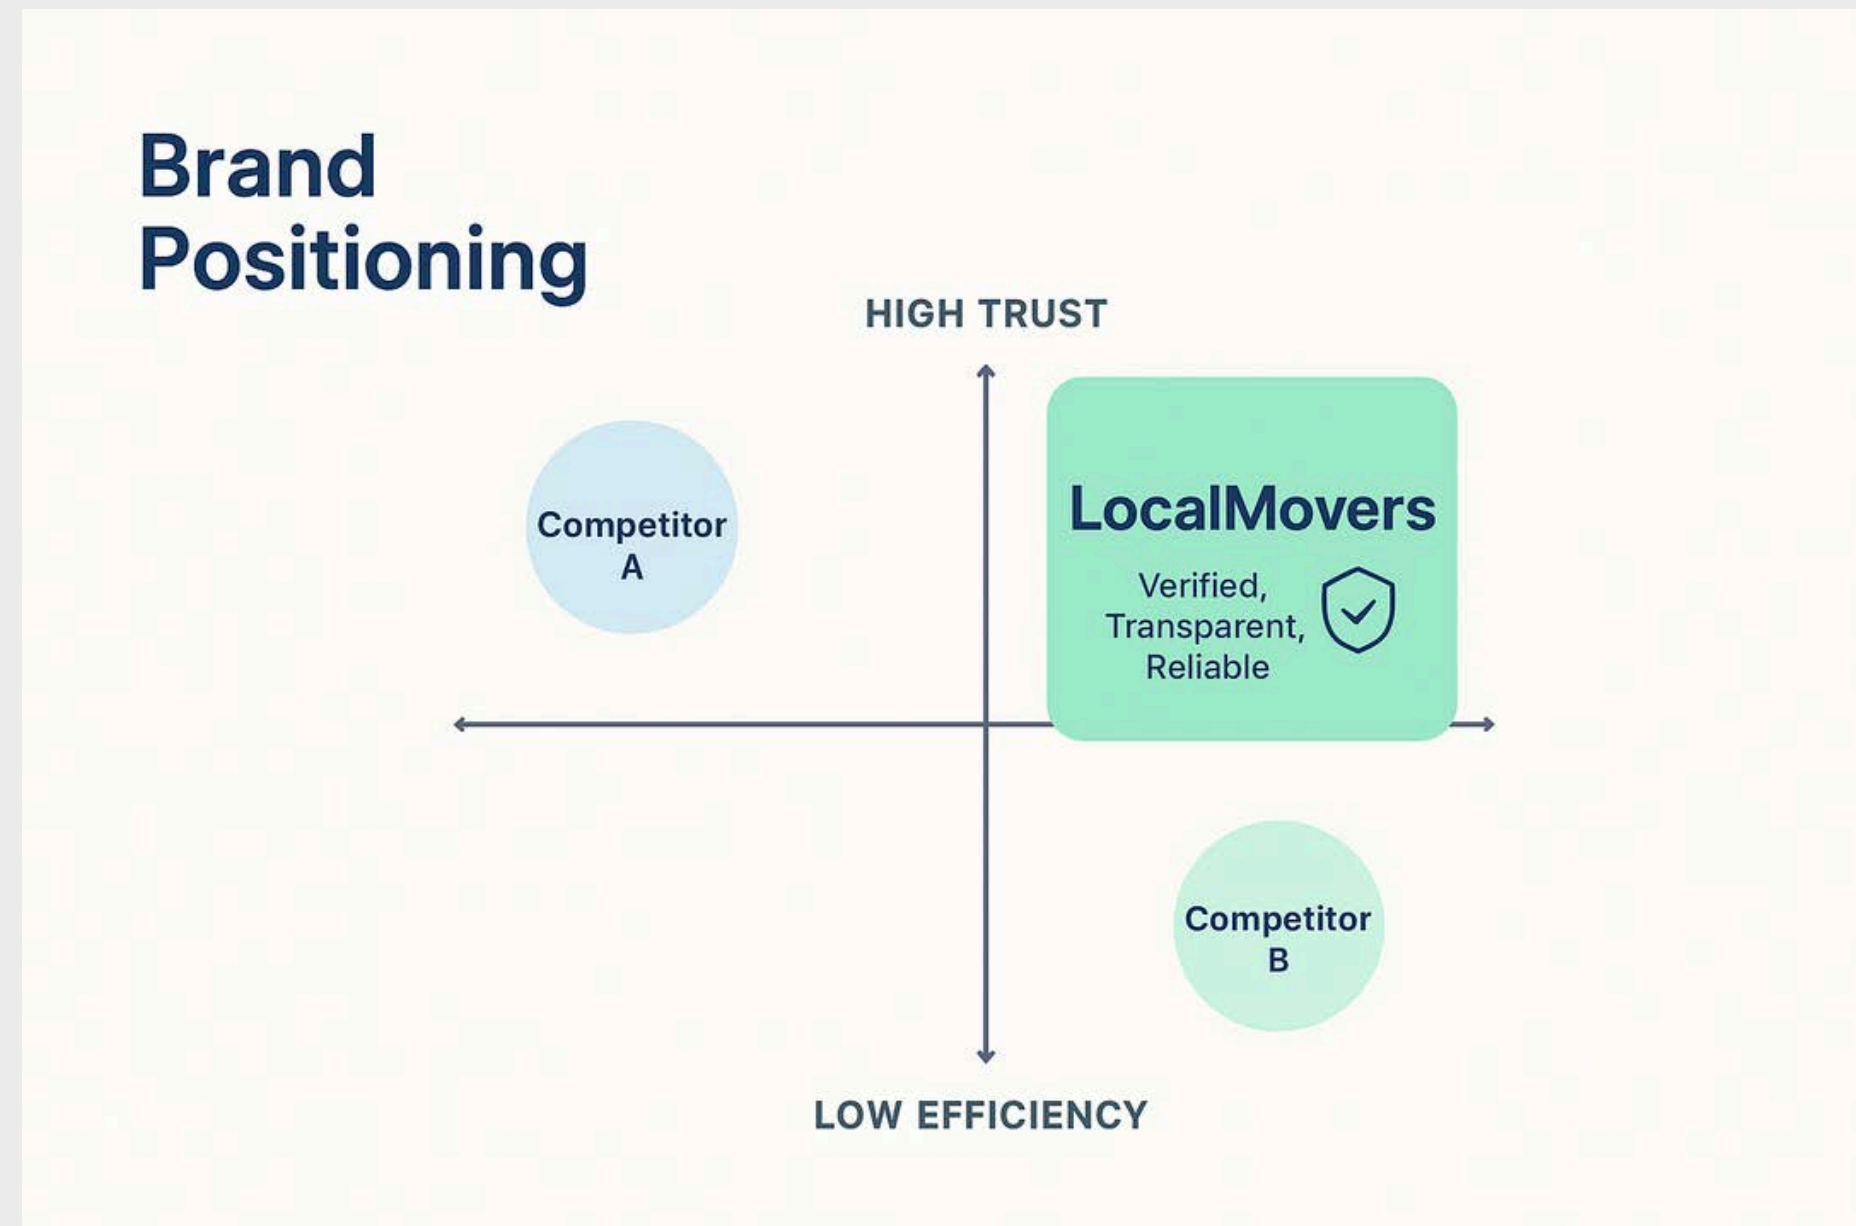 Brand
Positioning
HIGH TRUST
Competitor
A
LocalMovers
Verified,
Transparent,
Reliable
Competitor
B
LOW EFFICIENCY